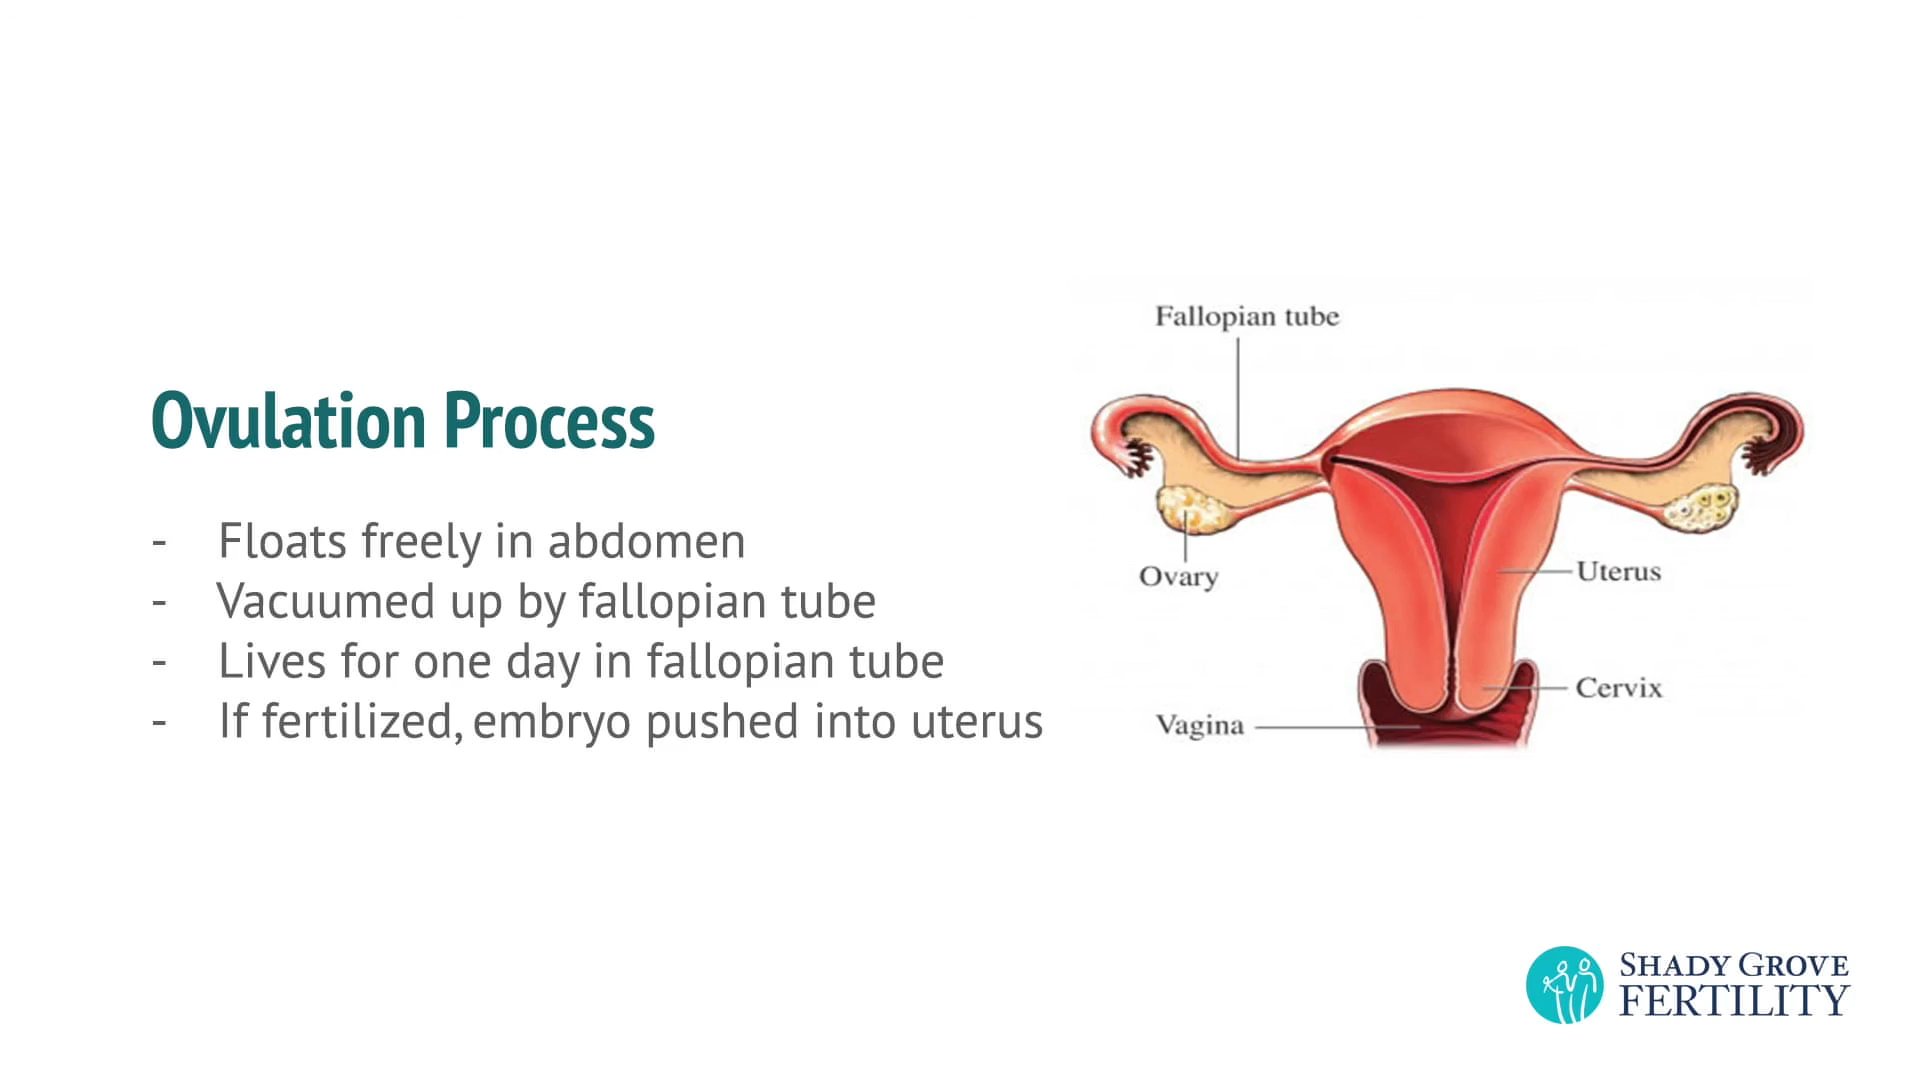 Ovulation Process
- Floats freely in abdomen
- Vacuumed up by fallopian tube
- Lives for one day in fallopian tube
- If fertilized, embryo pushed into uterus
Fallopian tube
Ovary
Uterus
Cervix
Vagina
SHADY GROVE
FERTILITY